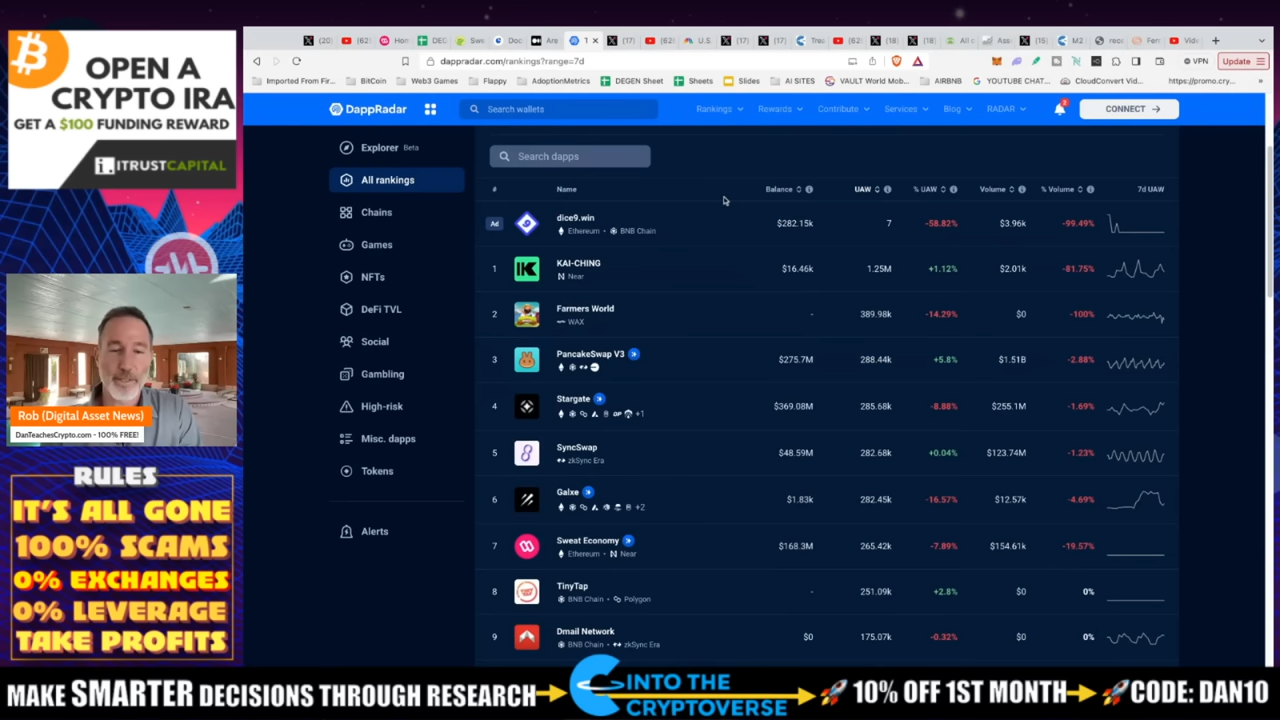 OPEN A
CRYPTO IRA
GET A $100 FUNDING REWARD
ITRUSTCAPITAL
Rob (Digital Asset News)
DanTeachesCrypto.com - 100% FREE!
RULES
IT'S ALL GONE
100% SCAMS
0% EXCHANGES
0% LEVERAGE
TAKE PROFITS
dappradar.com/rankings?range=7d
VPN
Update
Imported From Fir...
BitCoin
Web3 Games
Flappy
AdoptionMetrics
DEGEN Sheet
Sheets
Slides
AI SITES
VAULT World Mob...
AIRBNB
YOUTUBE CHAT...
CloudConvert Vid...
https://promo.cry...
DappRadar
Search wallets
Rankings
Rewards
Contribute
Services
Blog
RADAR
CONNECT
Explorer Beta
All rankings
Chains
Games
NFTs
DeFi TVL
Social
Gambling
High-risk
Misc. dapps
Tokens
Alerts
Search dapps
# Name Balance UAW % UAW Volume % Volume 7d UAW
Ad dice9.win $282.15k 7 -58.82% $3.96k -99.49%
Ethereum • BNB Chain
1 KAI-CHING $16.46k 1.25M +1.12% $2.01k -81.75%
Near
2 Farmers World - 389.98k -14.29% $0 -100%
WAX
3 PancakeSwap V3 $275.7M 288.44k +5.8% $1.51B -2.88%
4 Stargate $369.08M 285.68k -8.88% $255.1M -1.69%
+1
5 SyncSwap $48.59M 282.68k +0.04% $123.74M -1.23%
zkSync Era
6 Galxe $1.83k 282.45k -16.57% $12.57k -4.69%
+2
7 Sweat Economy $168.3M 265.42k -7.89% $154.61k -19.57%
Ethereum • Near
8 TinyTap - 251.09k +2.8% $0 0%
BNB Chain • Polygon
9 Dmail Network $0 175.07k -0.32% $0 0%
BNB Chain • zkSync Era
MAKE SMARTER DECISIONS THROUGH RESEARCH
INTO THE
CRYPTOVERSE
10% OFF 1ST MONTH
CODE: DAN10